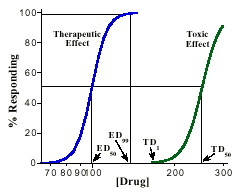 100
Therapeutic
Effect
Toxic
Effect
80
60
40
20
0
% Responding
ED50
ED99
TD1
TD50
70 80 90 100
200
300
[Drug]